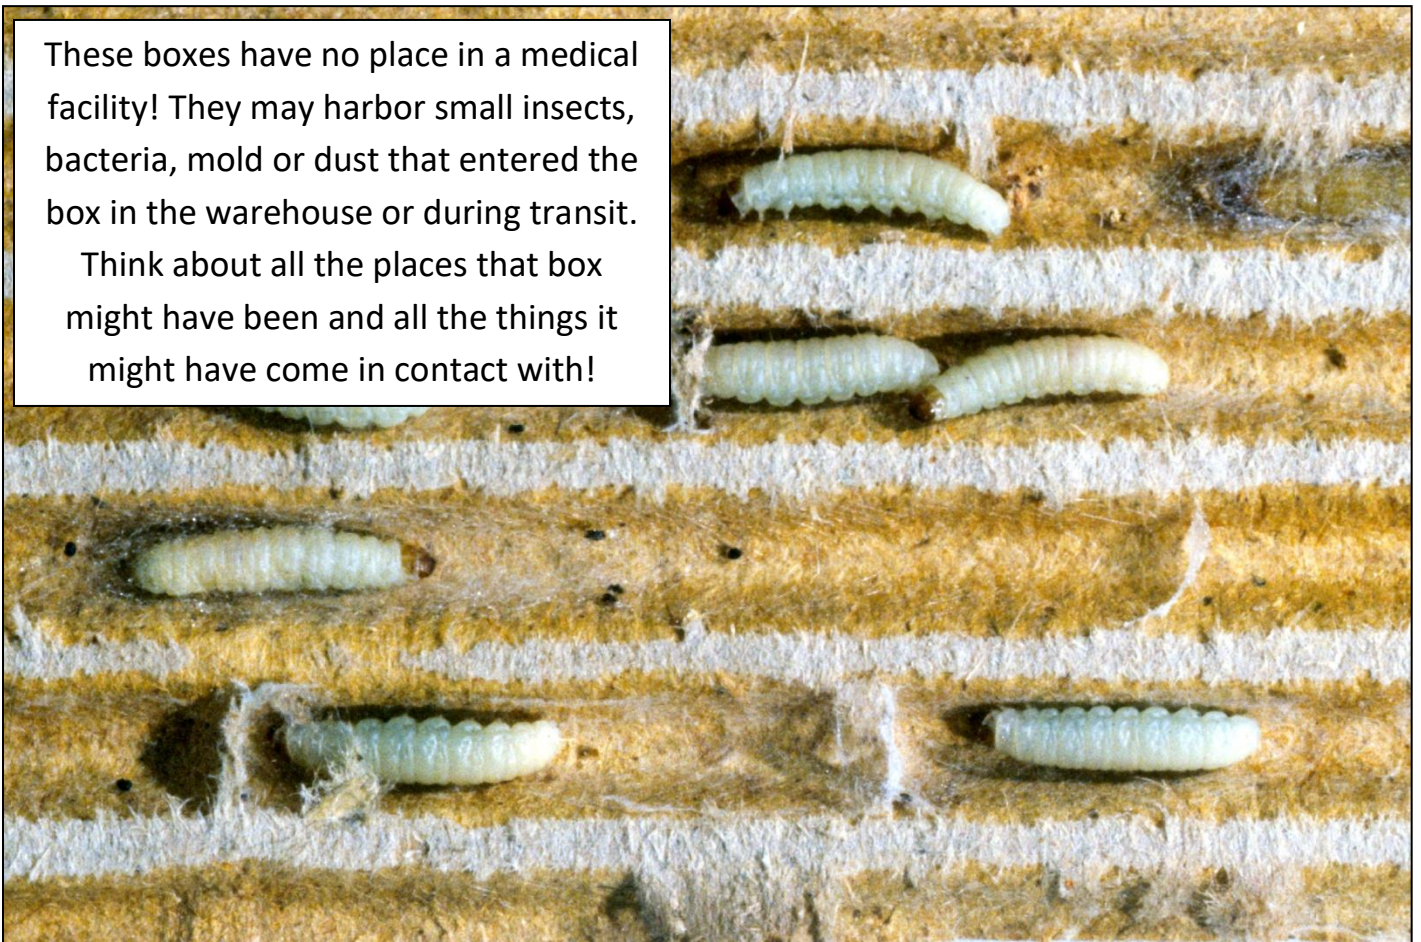 These boxes have no place in a medical
facility! They may harbor small insects,
bacteria, mold or dust that entered the
box in the warehouse or during transit.
Think about all the places that box
might have been and all the things it
might have come in contact with!